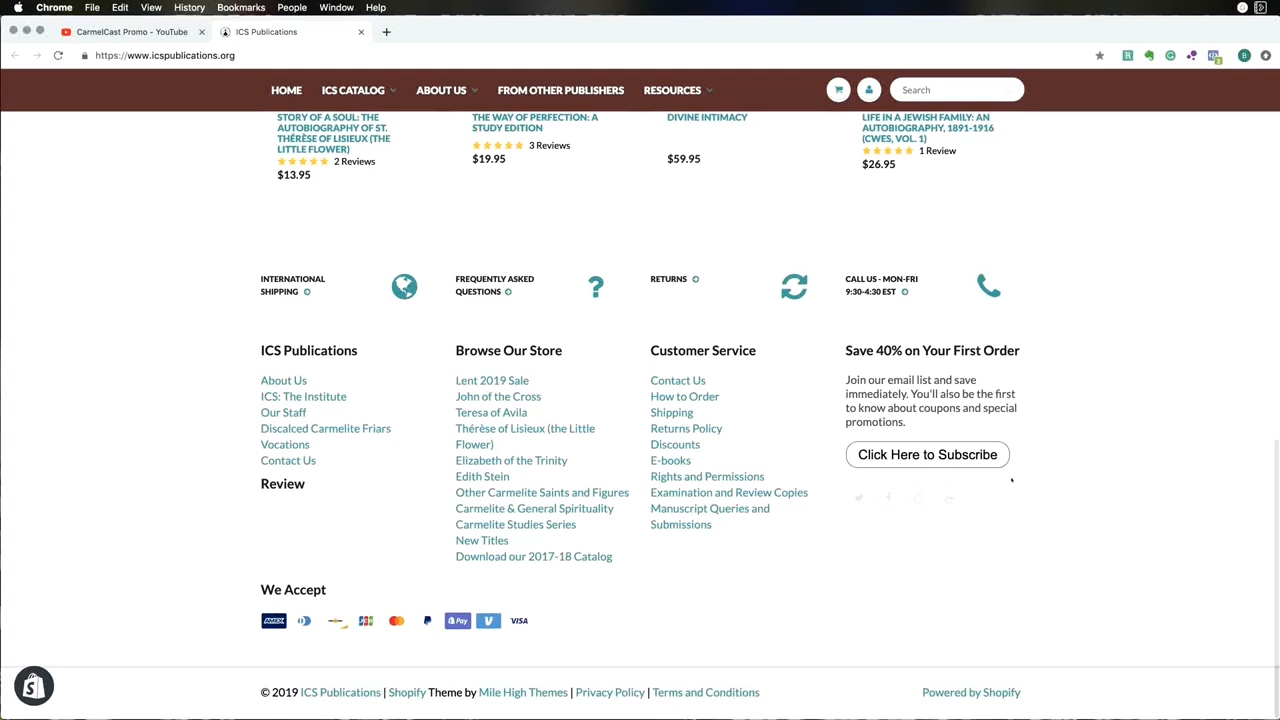 Chrome File Edit View History Bookmarks People Window Help
CarmelCast Promo - YouTube
ICS Publications
https://www.icspublications.org
HOME ICS CATALOG ABOUT US FROM OTHER PUBLISHERS RESOURCES Search
STORY OF A SOUL: THE
AUTOBIOGRAPHY OF ST.
THÉRÈSE OF LISIEUX (THE
LITTLE FLOWER)
2 Reviews
$13.95
THE WAY OF PERFECTION: A
STUDY EDITION
3 Reviews
$19.95
DIVINE INTIMACY
$59.95
LIFE IN A JEWISH FAMILY: AN
AUTOBIOGRAPHY, 1891-1916
(CWES, VOL. 1)
1 Review
$26.95
INTERNATIONAL
SHIPPING
FREQUENTLY ASKED
QUESTIONS
?
RETURNS
CALL US - MON-FRI
9:30-4:30 EST
ICS Publications
About Us
ICS: The Institute
Our Staff
Discalced Carmelite Friars
Vocations
Contact Us
Review
Browse Our Store
Lent 2019 Sale
John of the Cross
Teresa of Avila
Thérèse of Lisieux (the Little
Flower)
Elizabeth of the Trinity
Edith Stein
Other Carmelite Saints and Figures
Carmelite & General Spirituality
Carmelite Studies Series
New Titles
Download our 2017-18 Catalog
Customer Service
Contact Us
How to Order
Shipping
Returns Policy
Discounts
E-books
Rights and Permissions
Examination and Review Copies
Manuscript Queries and
Submissions
Save 40% on Your First Order
Join our email list and save
immediately. You'll also be the first
to know about coupons and special
promotions.
Click Here to Subscribe
We Accept
AMEX JCB Pay V VISA
© 2019 ICS Publications | Shopify Theme by Mile High Themes | Privacy Policy | Terms and Conditions
Powered by Shopify